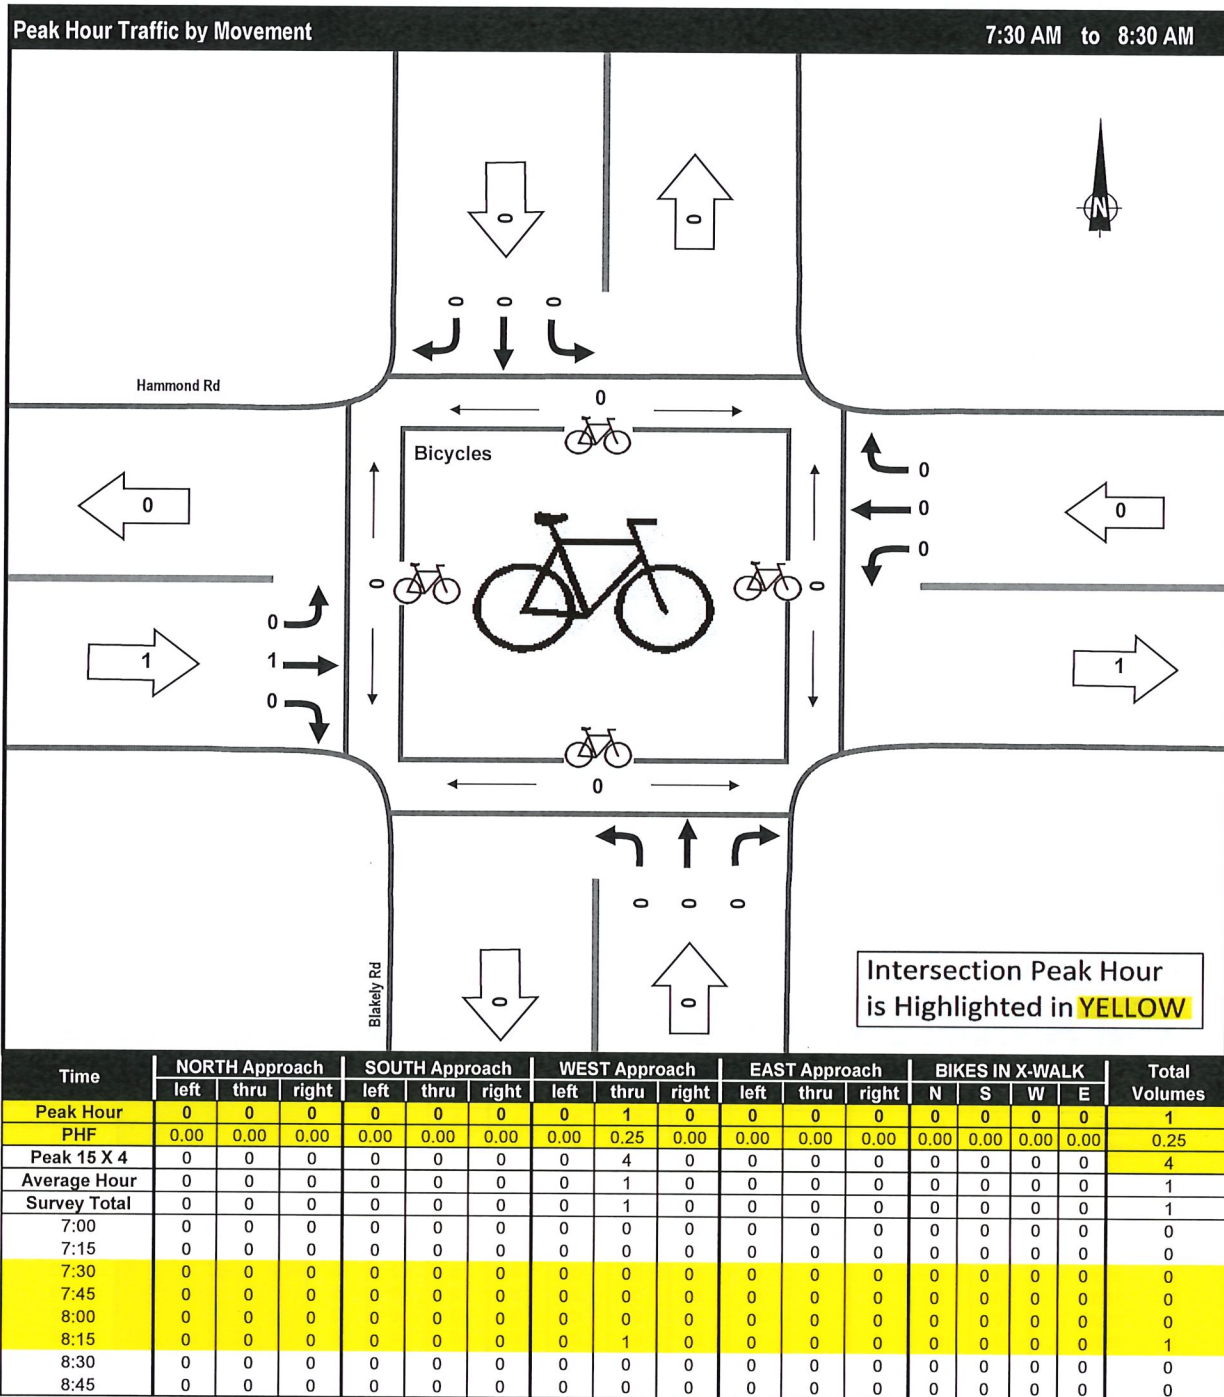 Peak Hour Traffic by Movement 7:30 AM to 8:30 AM
N
0 0
0 0 0
Hammond Rd
0
Bicycles
0
0
0 0
0
0 0
0
1
0
1
0
1
0
0 0 0
Blakely Rd
0 0
Intersection Peak Hour
is Highlighted in YELLOW
Time NORTH Approach SOUTH Approach WEST Approach EAST Approach BIKES IN X-WALK Total
left thru right left thru right left thru right left thru right N S W E Volumes
Peak Hour 0 0 0 0 0 0 0 1 0 0 0 0 0 0 0 0 1
PHF 0.00 0.00 0.00 0.00 0.00 0.00 0.00 0.25 0.00 0.00 0.00 0.00 0.00 0.00 0.00 0.00 0.25
Peak 15 X 4 0 0 0 0 0 0 0 4 0 0 0 0 0 0 0 0 4
Average Hour 0 0 0 0 0 0 0 1 0 0 0 0 0 0 0 0 1
Survey Total 0 0 0 0 0 0 0 1 0 0 0 0 0 0 0 0 1
7:00 0 0 0 0 0 0 0 0 0 0 0 0 0 0 0 0 0
7:15 0 0 0 0 0 0 0 0 0 0 0 0 0 0 0 0 0
7:30 0 0 0 0 0 0 0 0 0 0 0 0 0 0 0 0 0
7:45 0 0 0 0 0 0 0 0 0 0 0 0 0 0 0 0 0
8:00 0 0 0 0 0 0 0 0 0 0 0 0 0 0 0 0 0
8:15 0 0 0 0 0 0 0 1 0 0 0 0 0 0 0 0 1
8:30 0 0 0 0 0 0 0 0 0 0 0 0 0 0 0 0 0
8:45 0 0 0 0 0 0 0 0 0 0 0 0 0 0 0 0 0